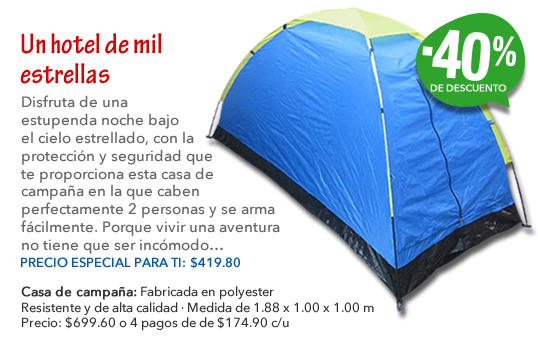 Un hotel de mil
estrellas
Disfruta de una
estupenda noche bajo
el cielo estrellado, con la
protección y seguridad que
te proporciona esta casa de
campaña en la que caben
perfectamente 2 personas y se arma
fácilmente. Porque vivir una aventura
no tiene que ser incómodo...
PRECIO ESPECIAL PARA TI: $419.80
Casa de campaña: Fabricada en polyester
Resistente y de alta calidad · Medida de 1.88 x 1.00 x 1.00 m
Precio: $699.60 o 4 pagos de de $174.90 c/u
-40%
DE DESCUENTO